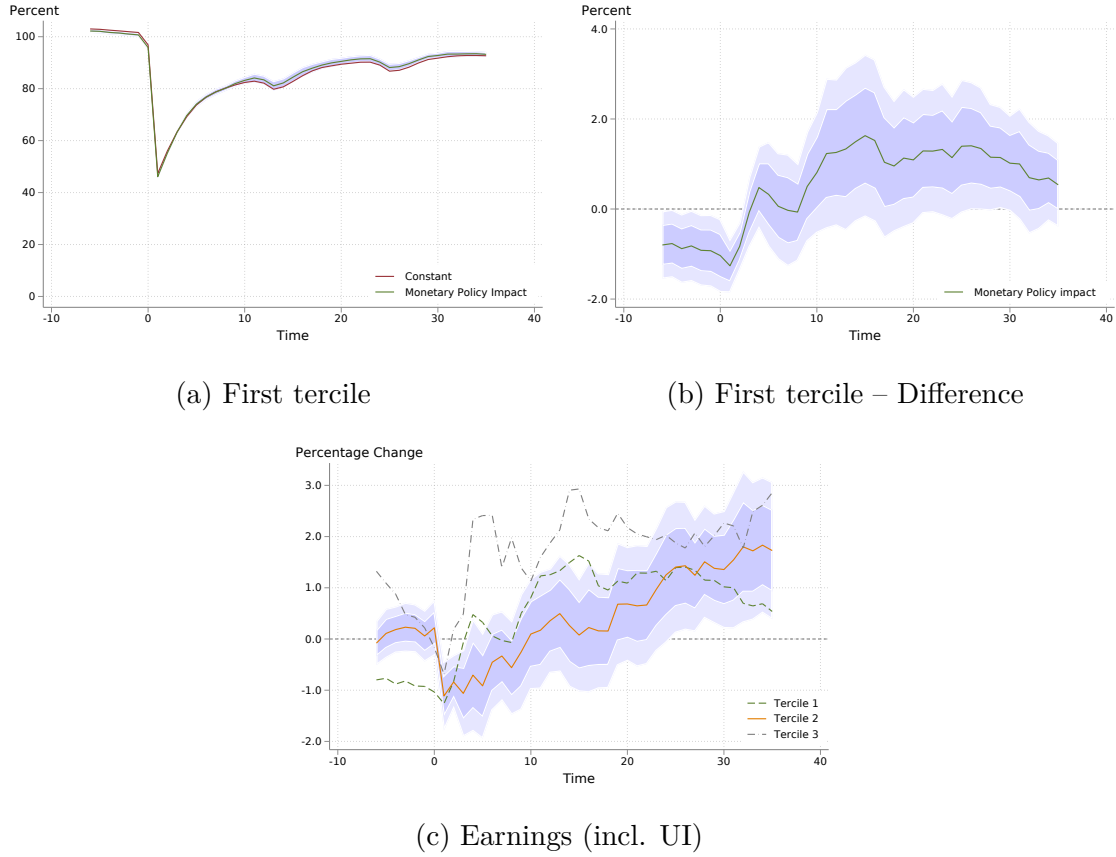 Percent
100
80
60
40
20
0
Constant
Monetary Policy Impact
-10 0 10 20 30 40
Time
(a) First tercile
Percent
4.0
2.0
0.0
-2.0
Monetary Policy impact
-10 0 10 20 30 40
Time
(b) First tercile – Difference
Percentage Change
3.0
2.0
1.0
0.0
-1.0
-2.0
Tercile 1
Tercile 2
Tercile 3
-10 0 10 20 30 40
Time
(c) Earnings (incl. UI)